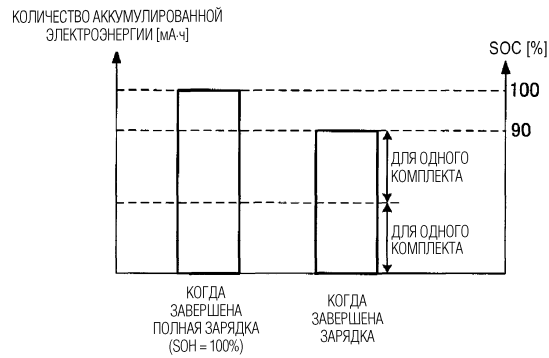 КОЛИЧЕСТВО АККУМУЛИРОВАННОЙ
ЭЛЕКТРОЭНЕРГИИ [мА·ч]
SOC [%]
100
90
ДЛЯ ОДНОГО
КОМПЛЕКТА
ДЛЯ ОДНОГО
КОМПЛЕКТА
КОГДА
ЗАВЕРШЕНА
ПОЛНАЯ ЗАРЯДКА
(SOH = 100%)
КОГДА
ЗАВЕРШЕНА
ЗАРЯДКА